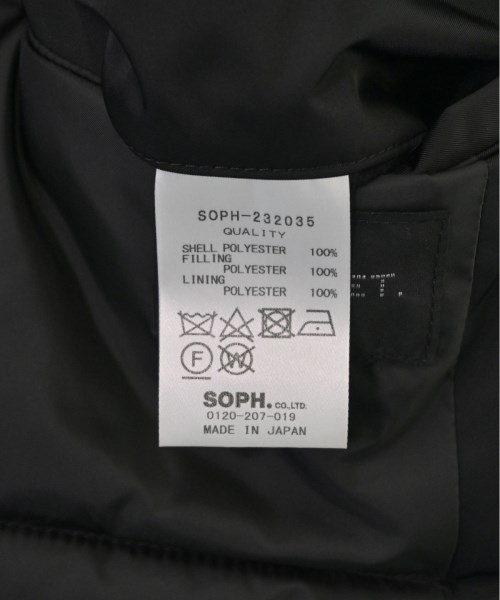 SOPH-232035
QUALITY
SHELL POLYESTER 100%
FILLING
POLYESTER 100%
LINING
POLYESTER 100%
F
W
SOPH.CO.,LTD.
0120-207-019
MADE IN JAPAN